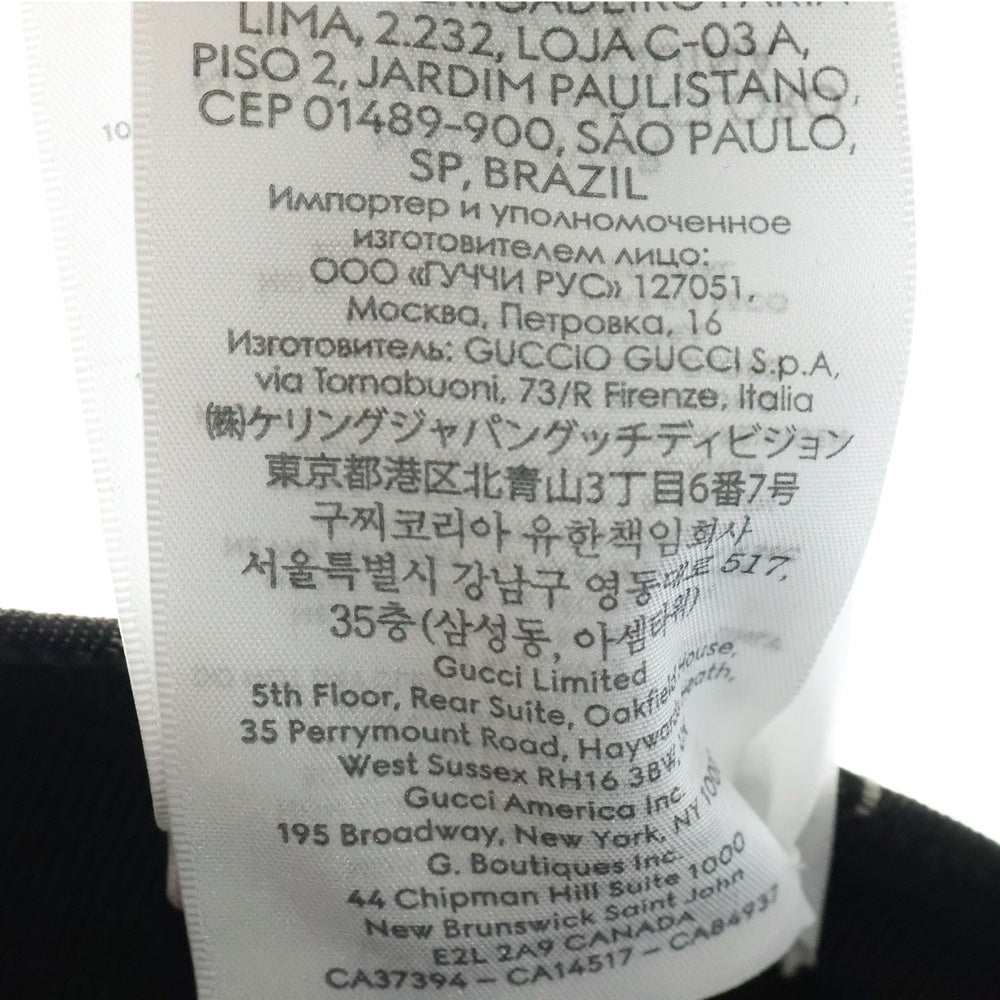 LIMA, 2.232, LOJA C-03 A,
PISO 2, JARDIM PAULISTANO,
CEP 01489-900, SÃO PAULO,
SP, BRAZIL
Импортер и уполномоченное
изготовителем лицо:
ООО «ГУЧЧИ РУС» 127051,
Москва, Петровка, 16
Изготовитель: GUCCIO GUCCI S.p.A,
via Tornabuoni, 73/R Firenze, Italia
㈱ケリングジャパングッチディビジョン
東京都港区北青山3丁目6番7号
구찌코리아 유한책임회사
서울특별시 강남구 영동대로 517,
35층(삼성동, 아셈타워)
Gucci Limited
5th Floor, Rear Suite, Oakfield House,
35 Perrymount Road, Haywards Heath,
West Sussex RH16 3BW,
Gucci America Inc.
195 Broadway, New York, NY
G. Boutiques Inc.
44 Chipman Hill Suite 1000
New Brunswick Saint John
E2L 2A9 CANADA
CA37394 – CA14517 – CA84937